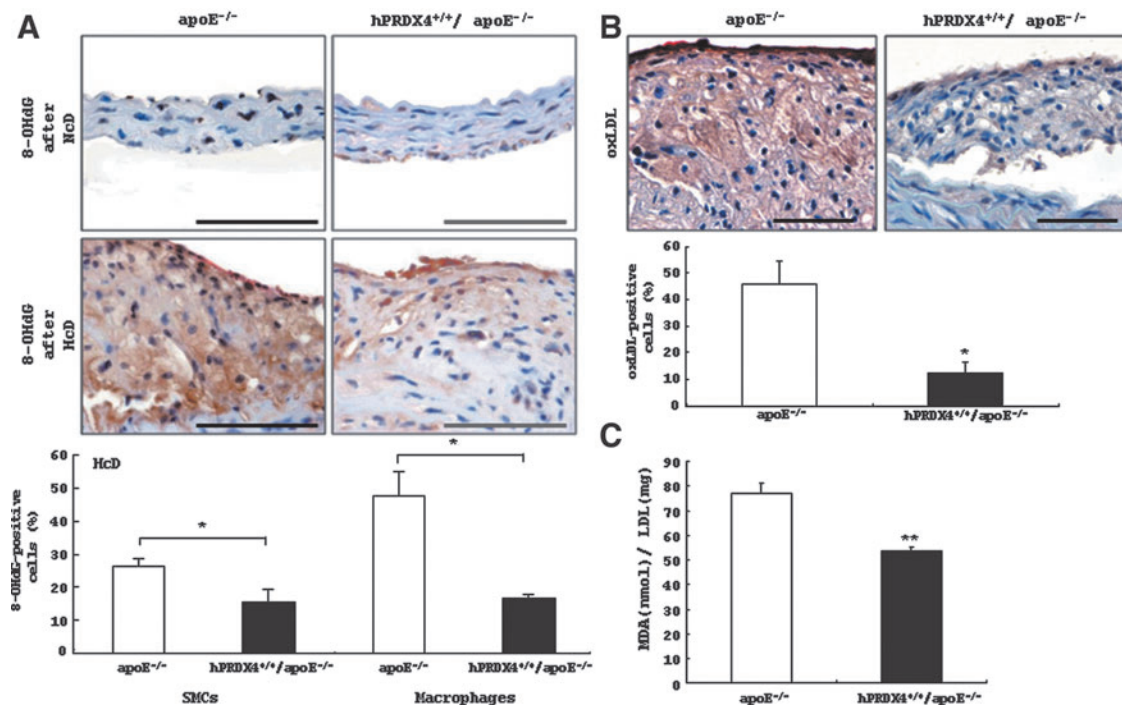 A
apoE⁻/⁻
hPRDX4⁺/⁺/ apoE⁻/⁻
8-OHdG
after
NcD
8-OHdG
after
HcD
HcD
8-OHdE-positive
cells (%)
60
50
40
30
20
10
0
*
*
apoE⁻/⁻
hPRDX4⁺/⁺/apoE⁻/⁻
apoE⁻/⁻
hPRDX4⁺/⁺/apoE⁻/⁻
SMCs
Macrophages
B
apoE⁻/⁻
hPRDX4⁺/⁺/ apoE⁻/⁻
oxLDL
oxLDL-positive
cells (%)
60
50
40
30
20
10
0
*
apoE⁻/⁻
hPRDX4⁺/⁺/apoE⁻/⁻
C
MDA(nmol)/ LDL(mg)
90
80
70
60
50
40
30
20
10
0
**
apoE⁻/⁻
hPRDX4⁺/⁺/apoE⁻/⁻